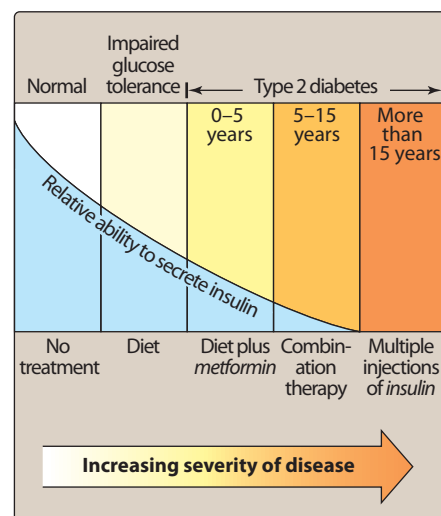 Normal
Impaired
glucose
tolerance
Type 2 diabetes
0–5
years
5–15
years
More
than
15 years
Relative ability to secrete insulin
No
treatment
Diet
Diet plus
metformin
Combin-
ation
therapy
Multiple
injections
of insulin
Increasing severity of disease